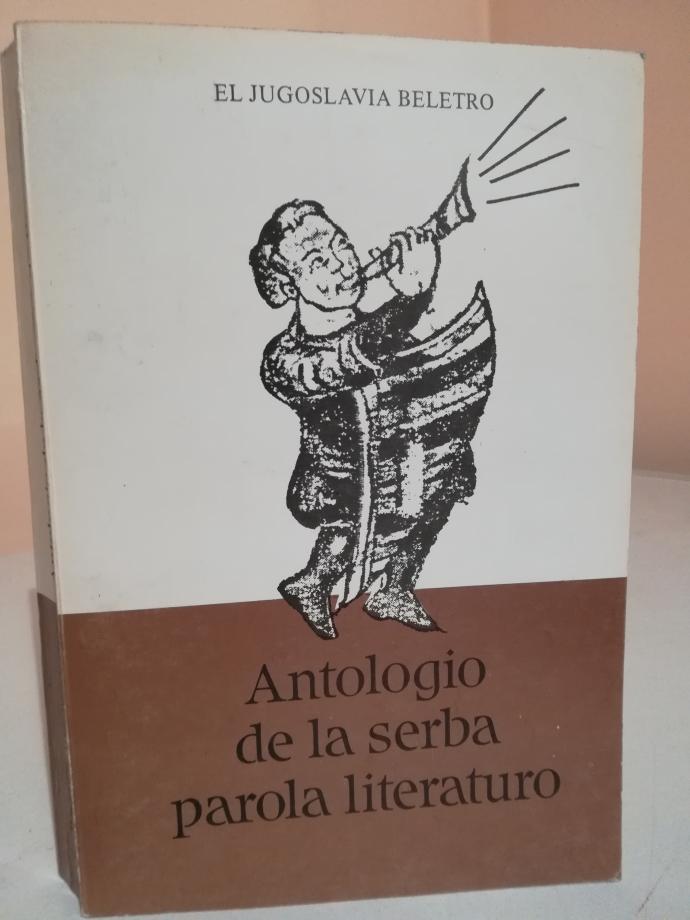 EL JUGOSLAVIA BELETRO
Antologio
de la serba
parola literaturo